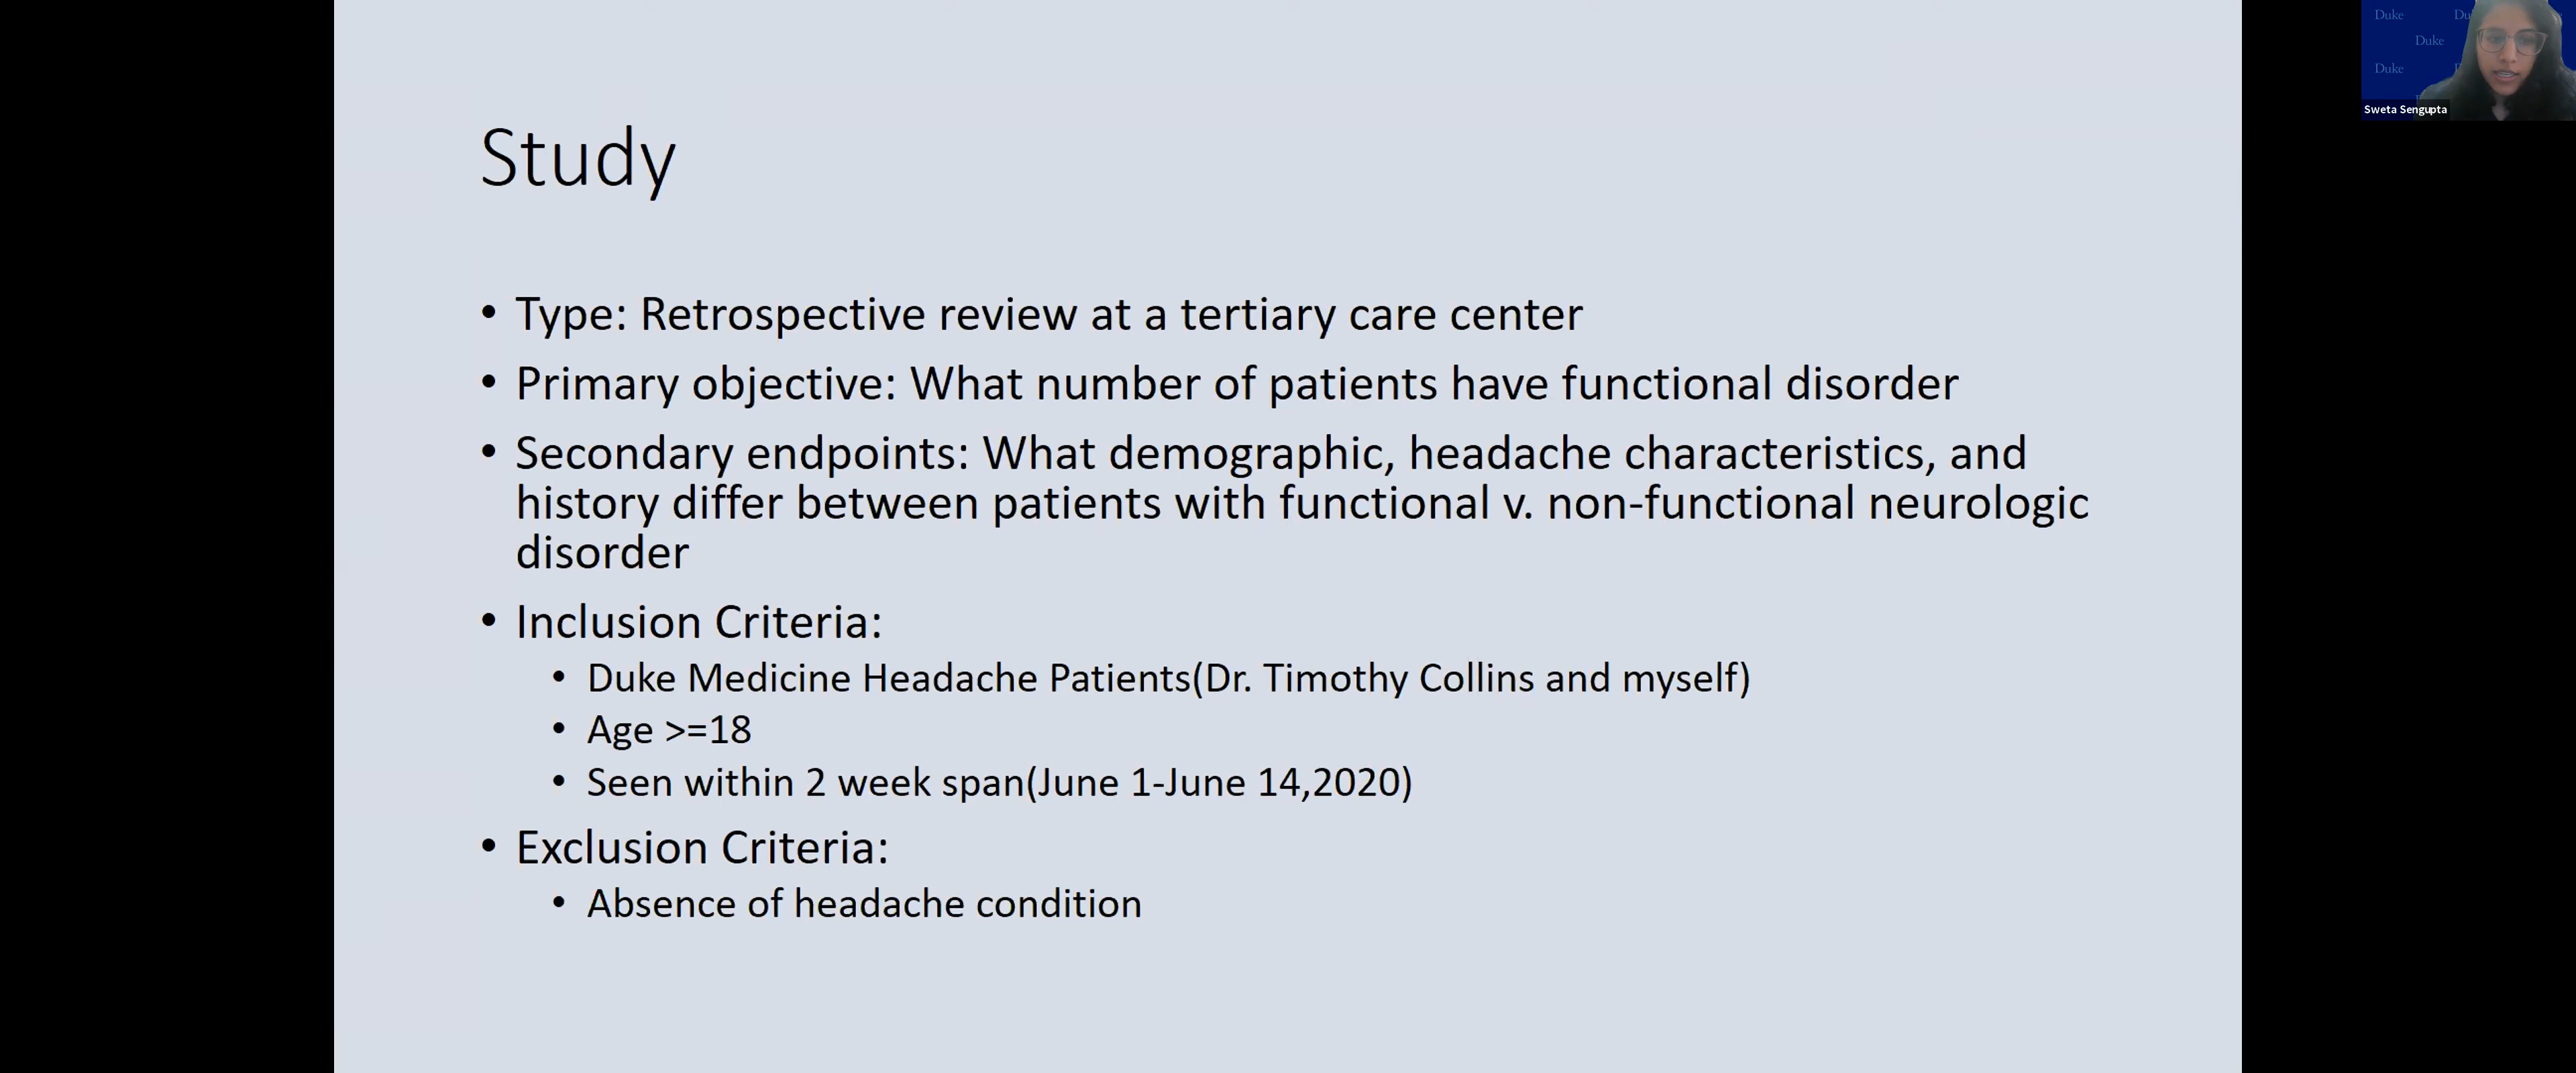 Study
• Type: Retrospective review at a tertiary care center
• Primary objective: What number of patients have functional disorder
• Secondary endpoints: What demographic, headache characteristics, and
history differ between patients with functional v. non-functional neurologic
disorder
• Inclusion Criteria:
• Duke Medicine Headache Patients(Dr. Timothy Collins and myself)
• Age >=18
• Seen within 2 week span(June 1-June 14,2020)
• Exclusion Criteria:
• Absence of headache condition
Duke
Duke
Duke
Sweta Sengupta